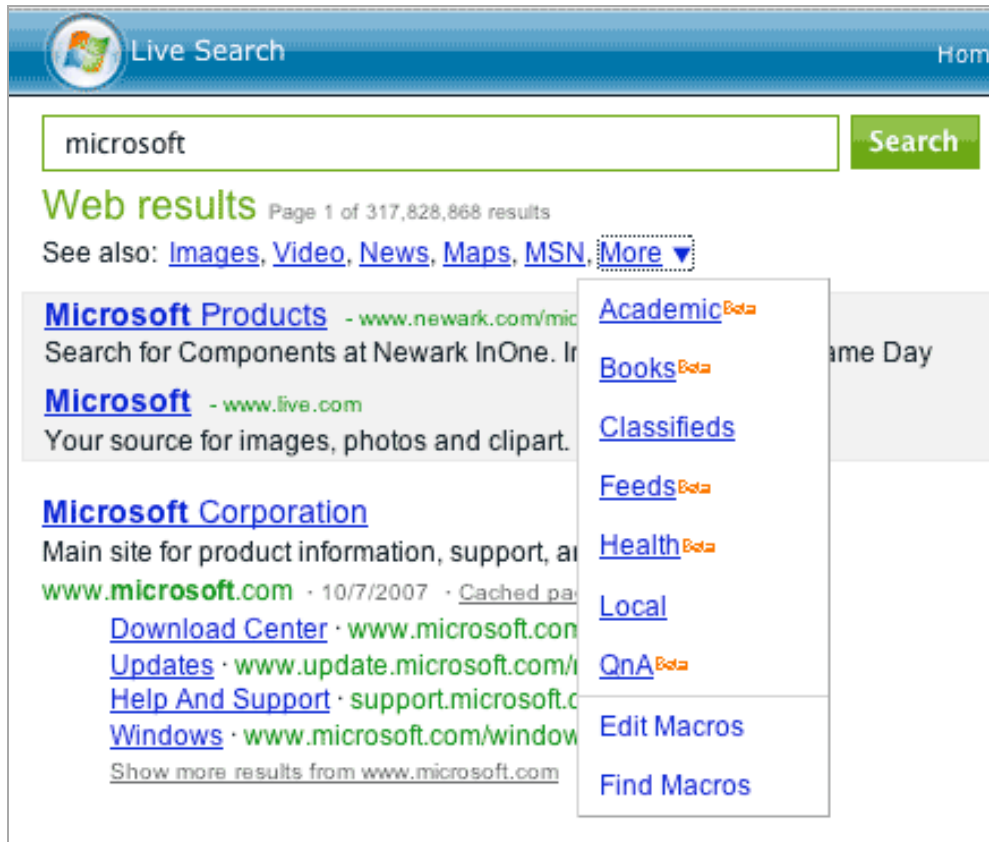 Live Search
Hom
microsoft
Search
Web results Page 1 of 317,828,868 results
See also: Images, Video, News, Maps, MSN, More ▼
Microsoft Products - www.newark.com/mic
Search for Components at Newark InOne. Ir ame Day
Microsoft - www.live.com
Your source for images, photos and clipart.
Microsoft Corporation
Main site for product information, support, a
www.microsoft.com · 10/7/2007 · Cached pa
Download Center · www.microsoft.com
Updates · www.update.microsoft.com/
Help And Support · support.microsoft.c
Windows · www.microsoft.com/window
Show more results from www.microsoft.com
Academic Beta
Books Beta
Classifieds
Feeds Beta
Health Beta
Local
QnA Beta
Edit Macros
Find Macros